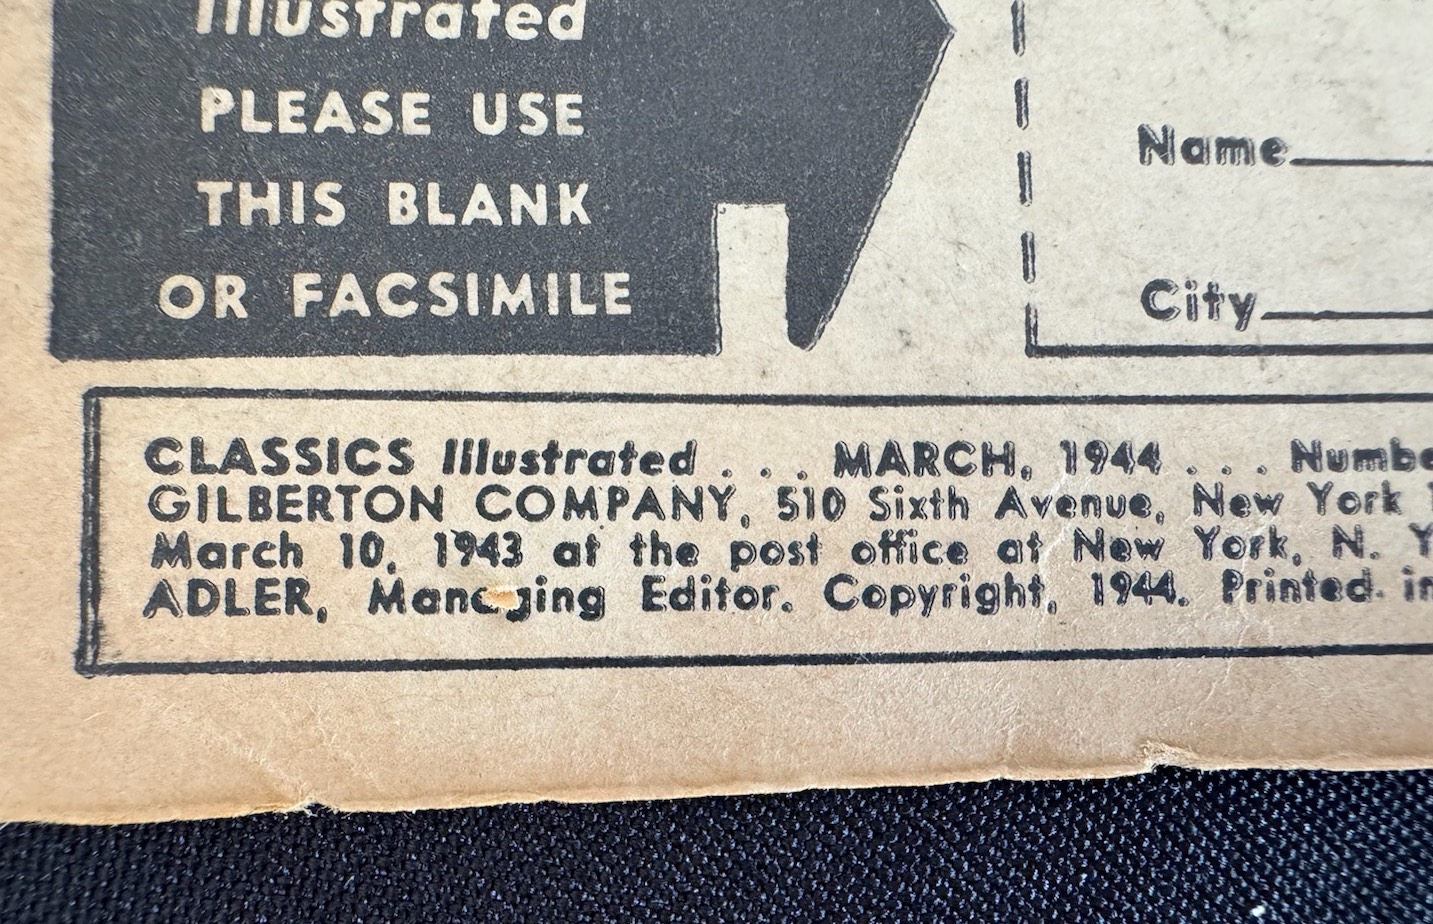 Illustrated
PLEASE USE
THIS BLANK
OR FACSIMILE
Name
City
CLASSICS Illustrated . . . MARCH, 1944 . . .
GILBERTON COMPANY, 510 Sixth Avenue, New York
March 10, 1943 at the post office at New York, N.
ADLER, Managing Editor. Copyright, 1944. Printed in